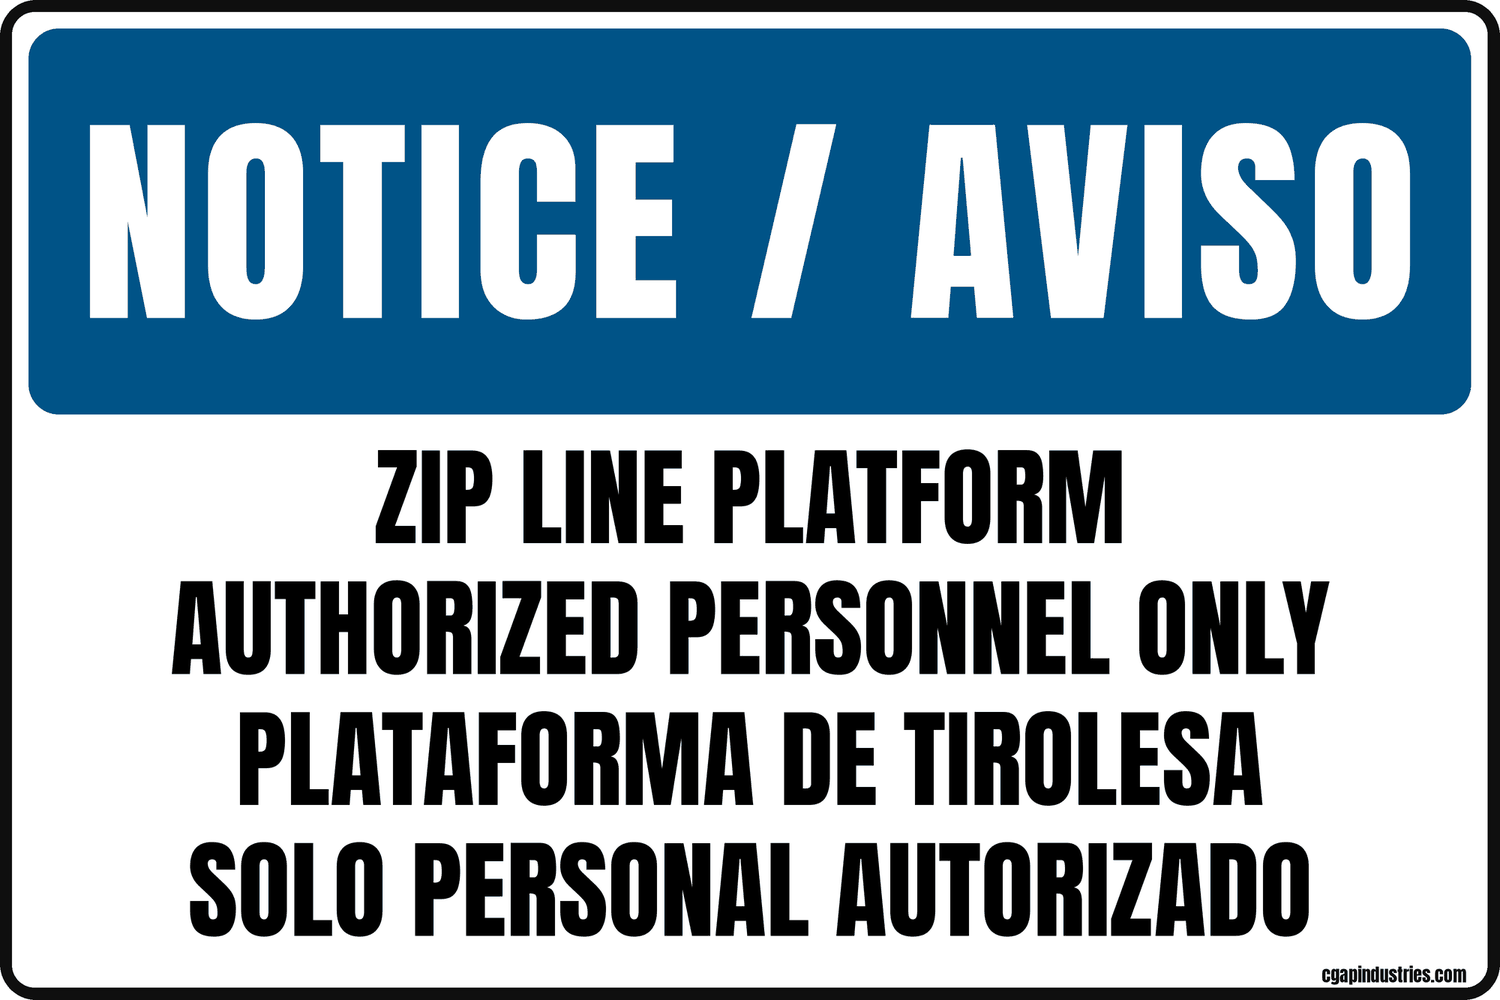 NOTICE / AVISO
ZIP LINE PLATFORM
AUTHORIZED PERSONNEL ONLY
PLATAFORMA DE TIROLESA
SOLO PERSONAL AUTORIZADO
cgapindustries.com